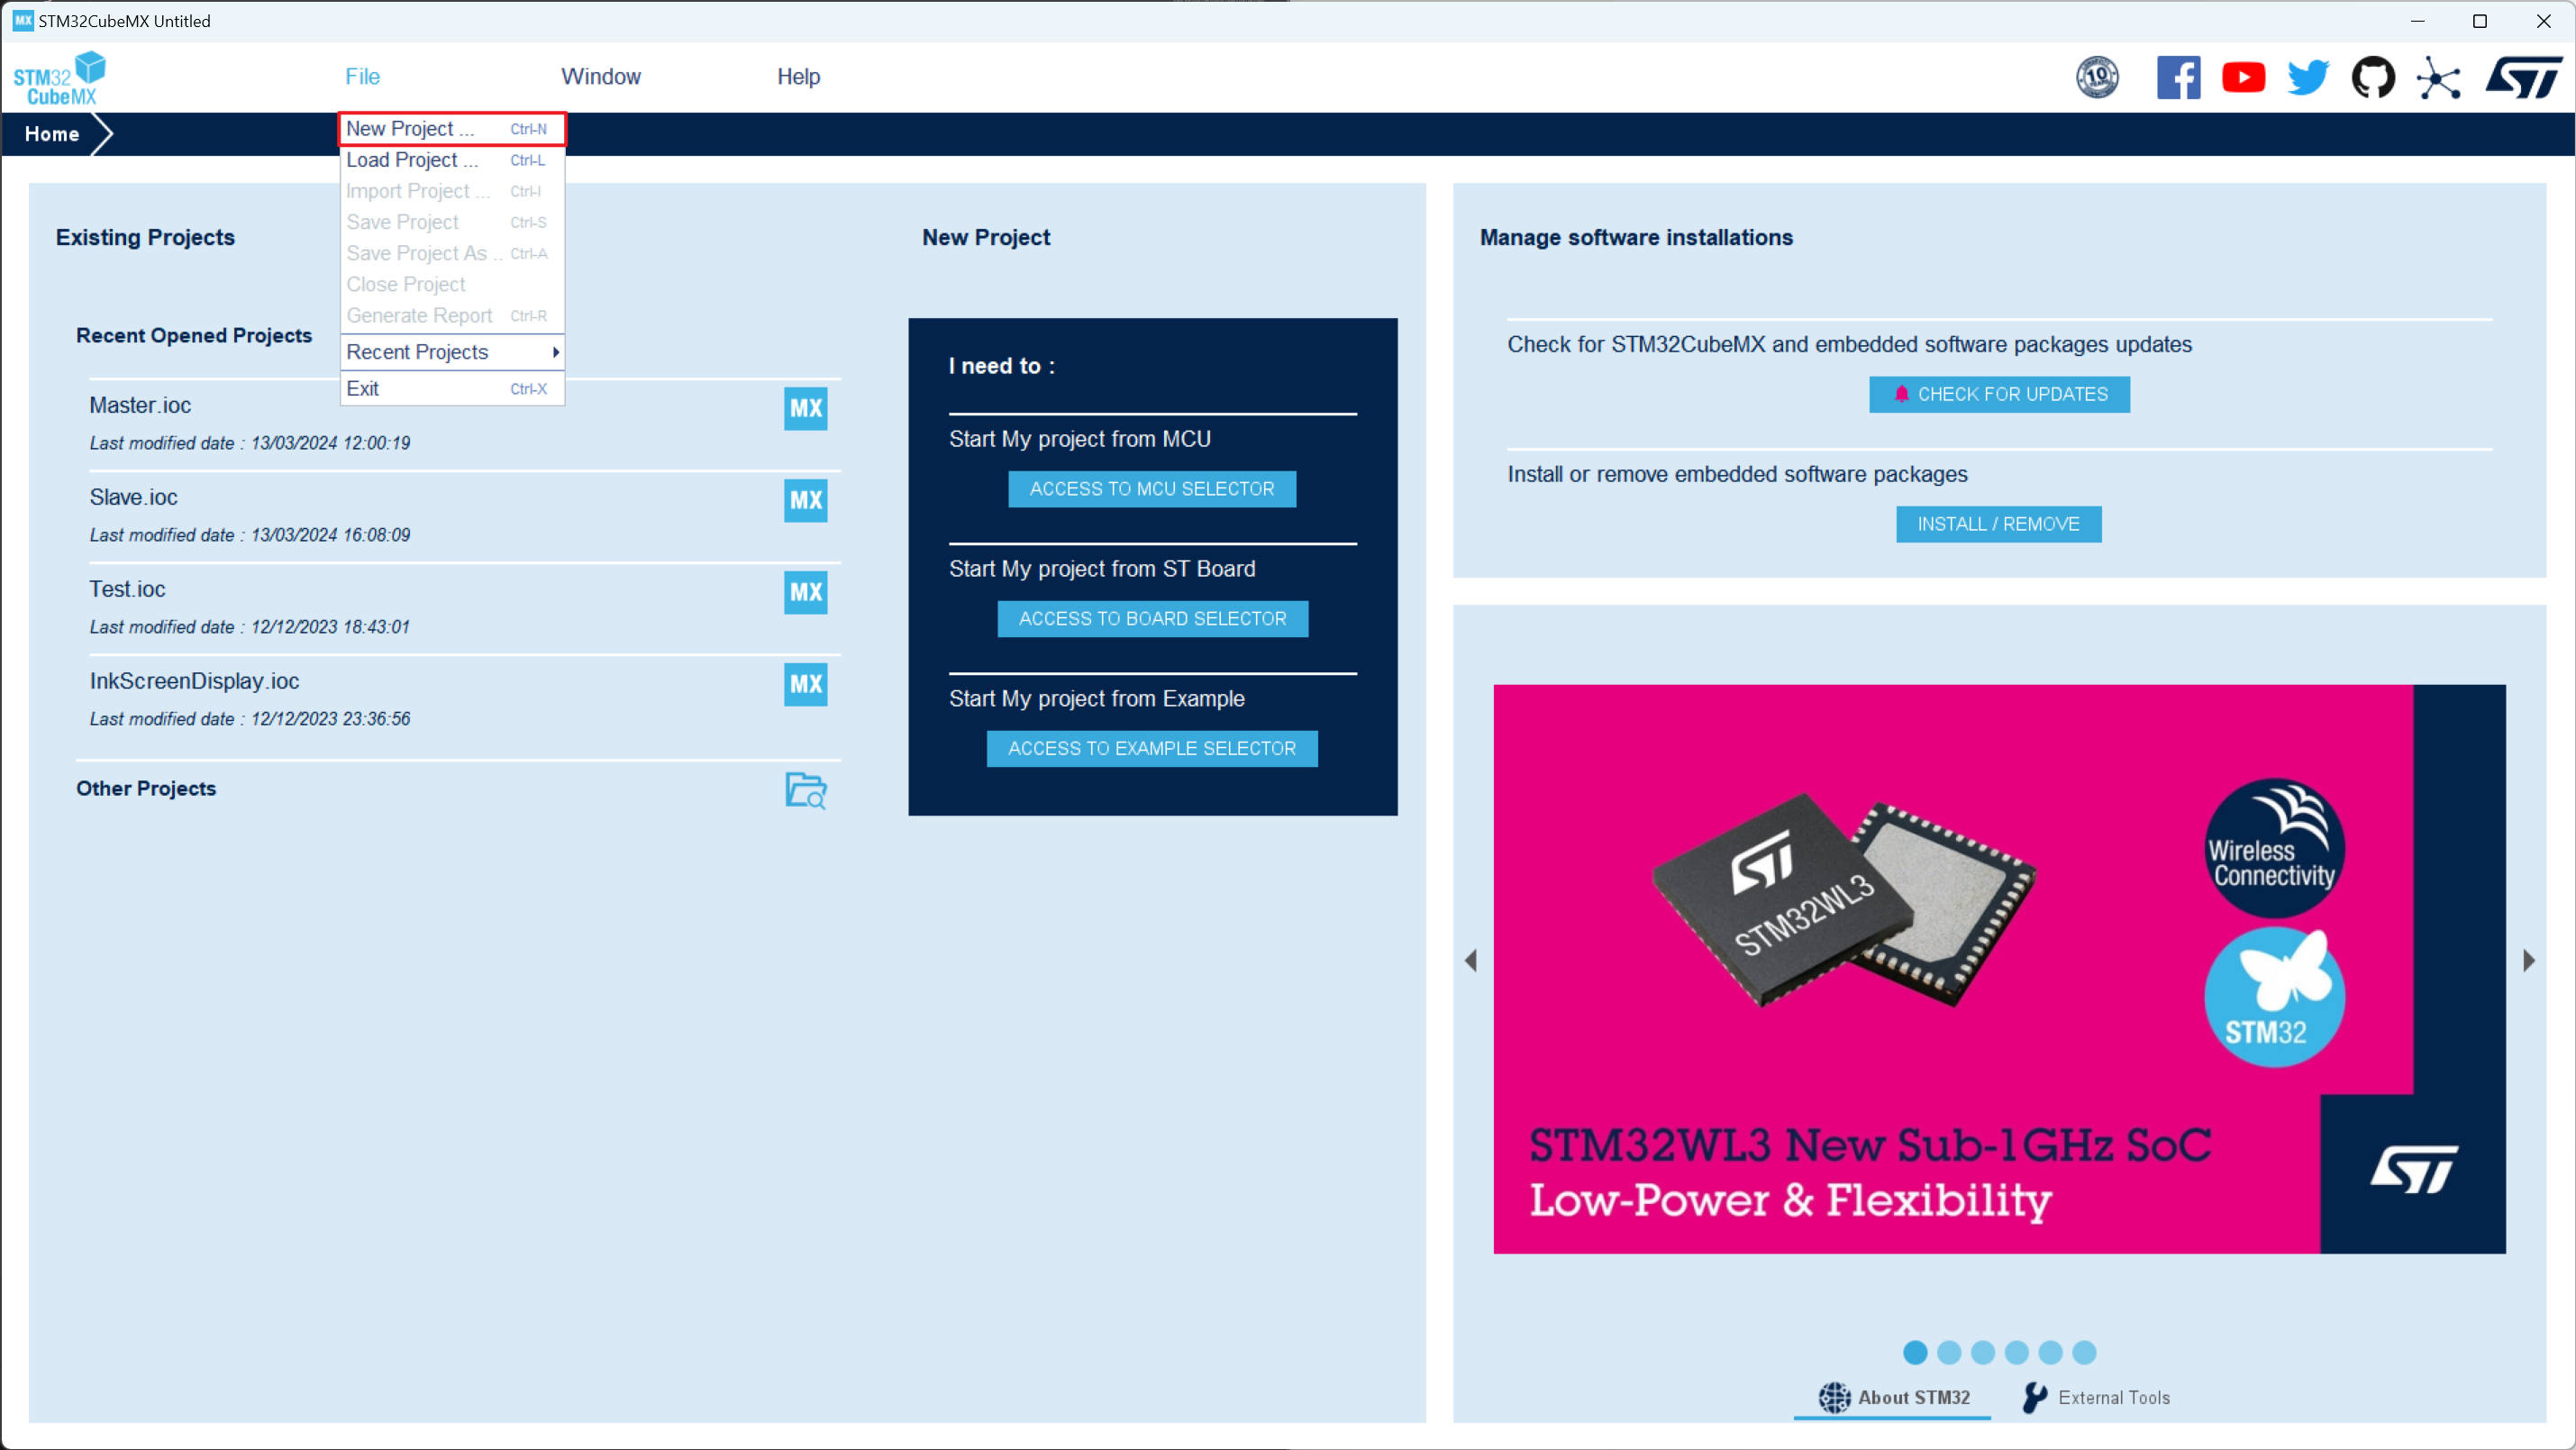 MX STM32CubeMX Untitled
STM32
CubeMX
File
Window
Help
10
YEARS
Home
New Project ... Ctrl-N
Load Project ... Ctrl-L
Import Project ... Ctrl-I
Save Project Ctrl-S
Save Project As .. Ctrl-A
Close Project
Generate Report Ctrl-R
Recent Projects
Exit Ctrl-X
Existing Projects
Recent Opened Projects
Master.ioc
MX
Last modified date : 13/03/2024 12:00:19
Slave.ioc
MX
Last modified date : 13/03/2024 16:08:09
Test.ioc
MX
Last modified date : 12/12/2023 18:43:01
InkScreenDisplay.ioc
MX
Last modified date : 12/12/2023 23:36:56
Other Projects
New Project
I need to :
Start My project from MCU
ACCESS TO MCU SELECTOR
Start My project from ST Board
ACCESS TO BOARD SELECTOR
Start My project from Example
ACCESS TO EXAMPLE SELECTOR
Manage software installations
Check for STM32CubeMX and embedded software packages updates
CHECK FOR UPDATES
Install or remove embedded software packages
INSTALL / REMOVE
ST
STM32WL3
Wireless
Connectivity
STM32
STM32WL3 New Sub-1GHz SoC
Low-Power & Flexibility
ST
About STM32
External Tools